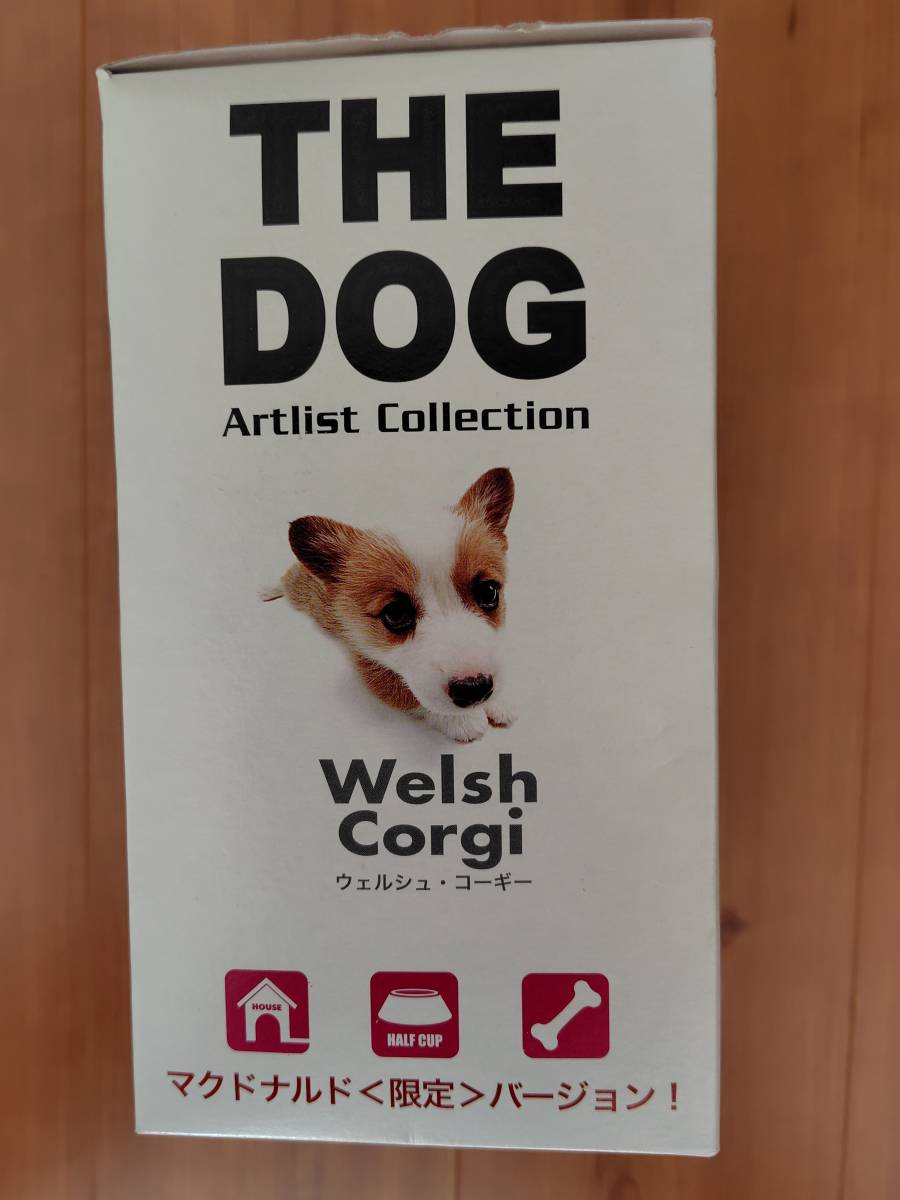 THE
DOG
Artlist Collection
Welsh
Corgi
ウェルシュ・コーギー
HOUSE
HALF CUP
マクドナルド＜限定＞バージョン！